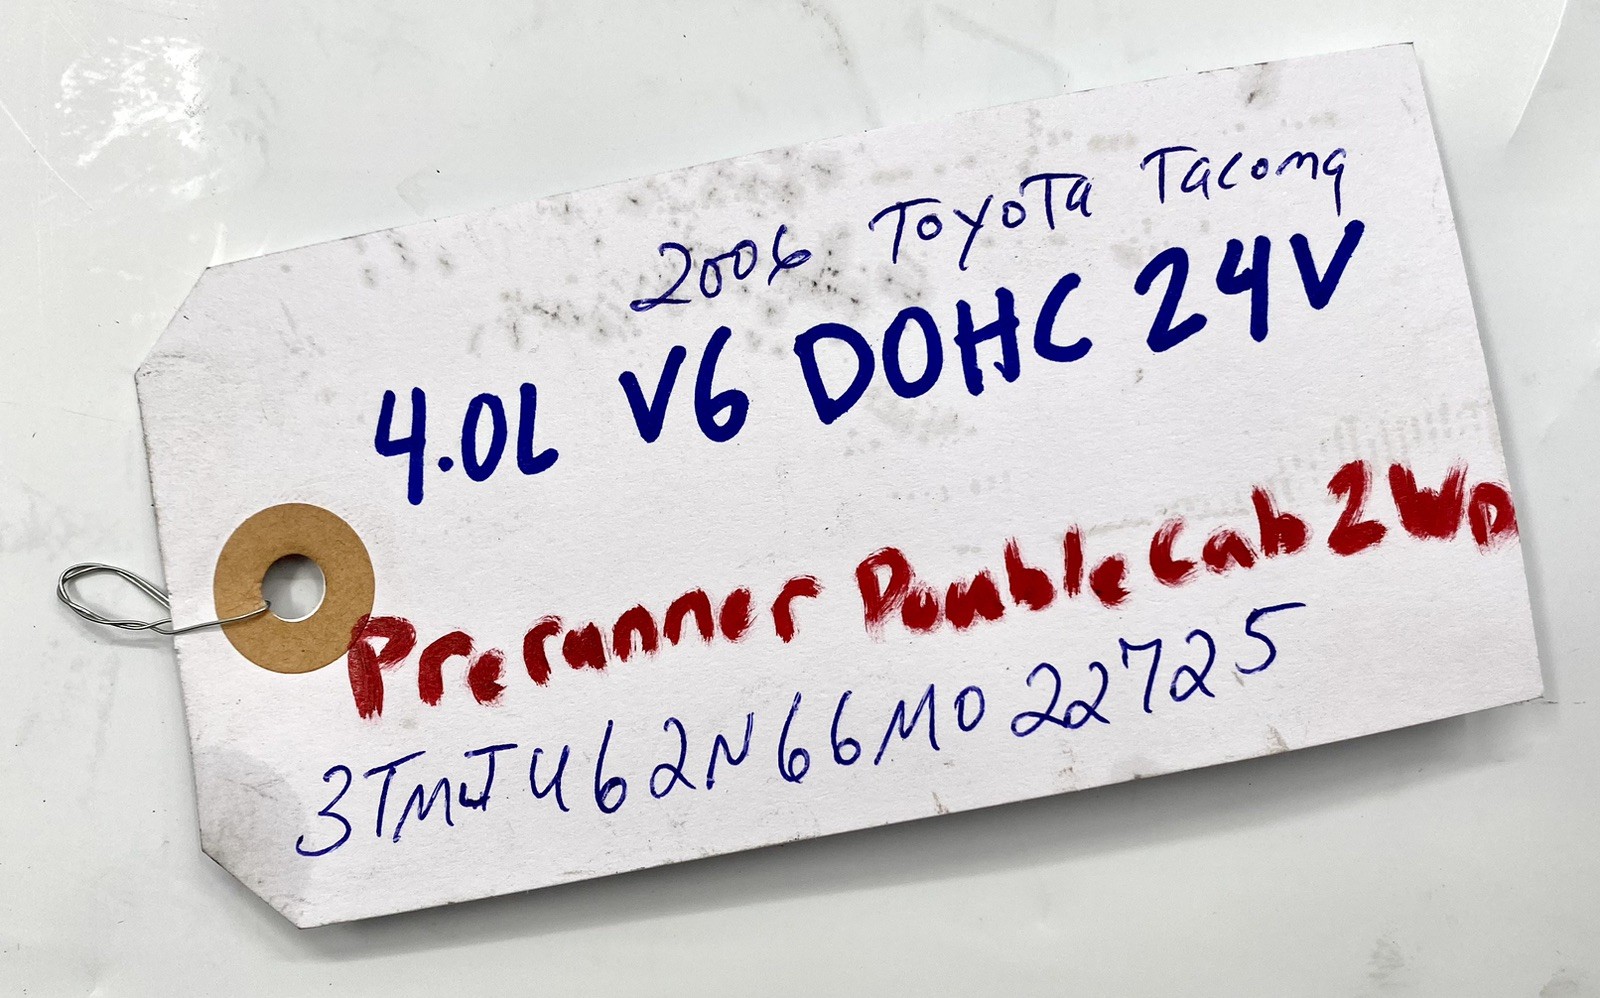 2006 Toyota Tacoma
4.0L V6 DOHC 24V
Prerunner Double Cab 2WD
3TMJU62N66M022725